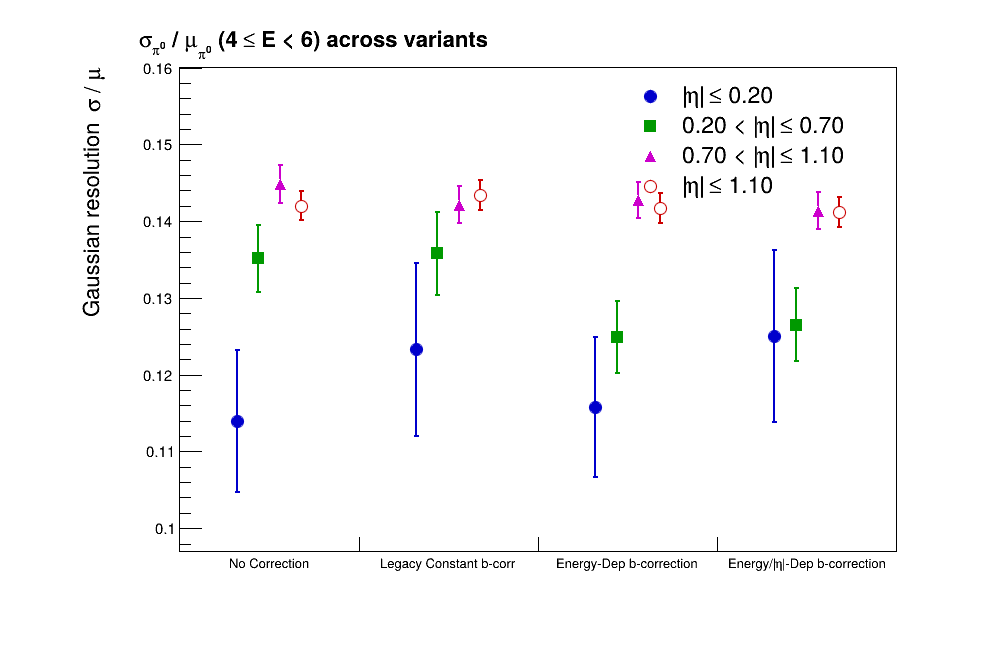 σπ⁰ / μπ⁰ (4 ≤ E < 6) across variants
Gaussian resolution σ / μ
0.16
0.15
0.14
0.13
0.12
0.11
0.1
|η| ≤ 0.20
0.20 < |η| ≤ 0.70
0.70 < |η| ≤ 1.10
|η| ≤ 1.10
No Correction
Legacy Constant b-corr
Energy-Dep b-correction
Energy/|η|-Dep b-correction